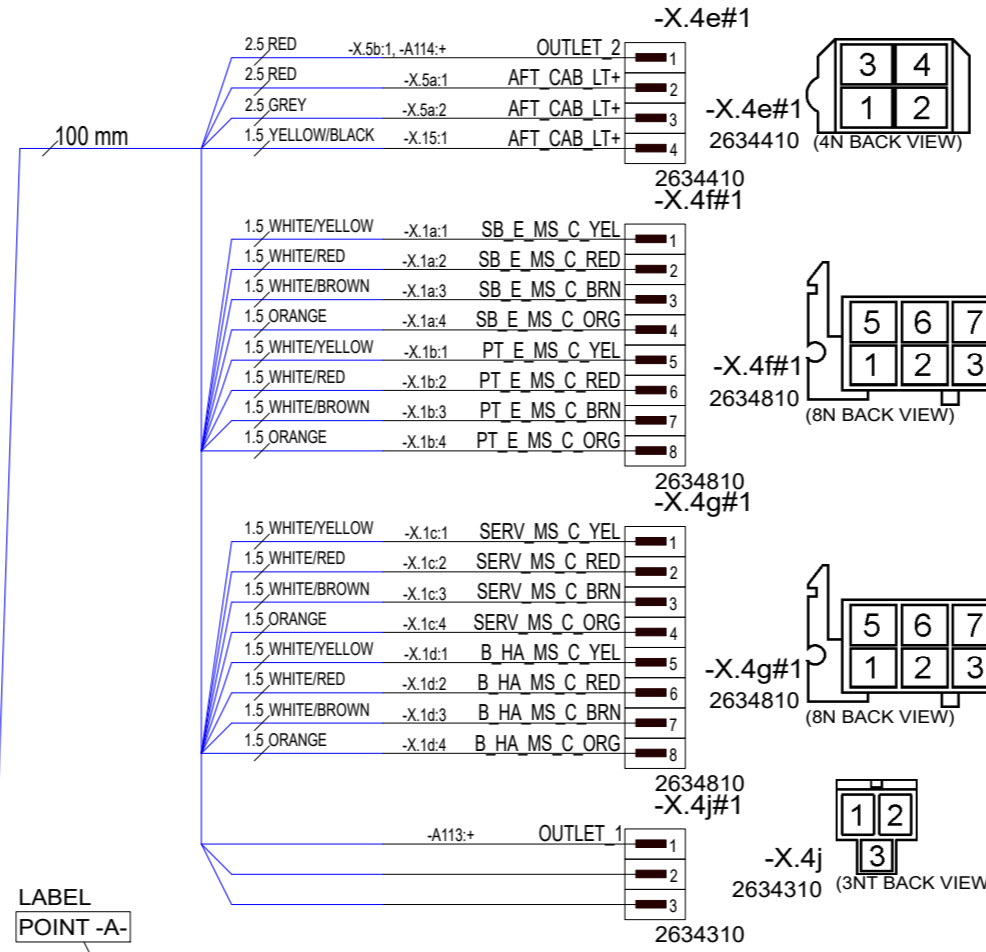 -X.4e#1
2.5 RED -X.5b:1, -A114:+ OUTLET_2 1
2.5 RED -X.5a:1 AFT_CAB_LT+ 2
2.5 GREY -X.5a:2 AFT_CAB_LT+ 3
1.5 YELLOW/BLACK -X.15:1 AFT_CAB_LT+ 4
100 mm
3 4
1 2
-X.4e#1
2634410 (4N BACK VIEW)
2634410
-X.4f#1
1.5 WHITE/YELLOW -X.1a:1 SB_E_MS_C_YEL 1
1.5 WHITE/RED -X.1a:2 SB_E_MS_C_RED 2
1.5 WHITE/BROWN -X.1a:3 SB_E_MS_C_BRN 3
1.5 ORANGE -X.1a:4 SB_E_MS_C_ORG 4
1.5 WHITE/YELLOW -X.1b:1 PT_E_MS_C_YEL 5
1.5 WHITE/RED -X.1b:2 PT_E_MS_C_RED 6
1.5 WHITE/BROWN -X.1b:3 PT_E_MS_C_BRN 7
1.5 ORANGE -X.1b:4 PT_E_MS_C_ORG 8
5 6 7
1 2 3
-X.4f#1
2634810
(8N BACK VIEW)
2634810
-X.4g#1
1.5 WHITE/YELLOW -X.1c:1 SERV_MS_C_YEL 1
1.5 WHITE/RED -X.1c:2 SERV_MS_C_RED 2
1.5 WHITE/BROWN -X.1c:3 SERV_MS_C_BRN 3
1.5 ORANGE -X.1c:4 SERV_MS_C_ORG 4
1.5 WHITE/YELLOW -X.1d:1 B_HA_MS_C_YEL 5
1.5 WHITE/RED -X.1d:2 B_HA_MS_C_RED 6
1.5 WHITE/BROWN -X.1d:3 B_HA_MS_C_BRN 7
1.5 ORANGE -X.1d:4 B_HA_MS_C_ORG 8
5 6 7
1 2 3
-X.4g#1
2634810
(8N BACK VIEW)
2634810
-X.4j#1
-A113:+ OUTLET_1 1
2
3
1 2
3
-X.4j
2634310 (3NT BACK VIEW
2634310
LABEL
POINT -A-